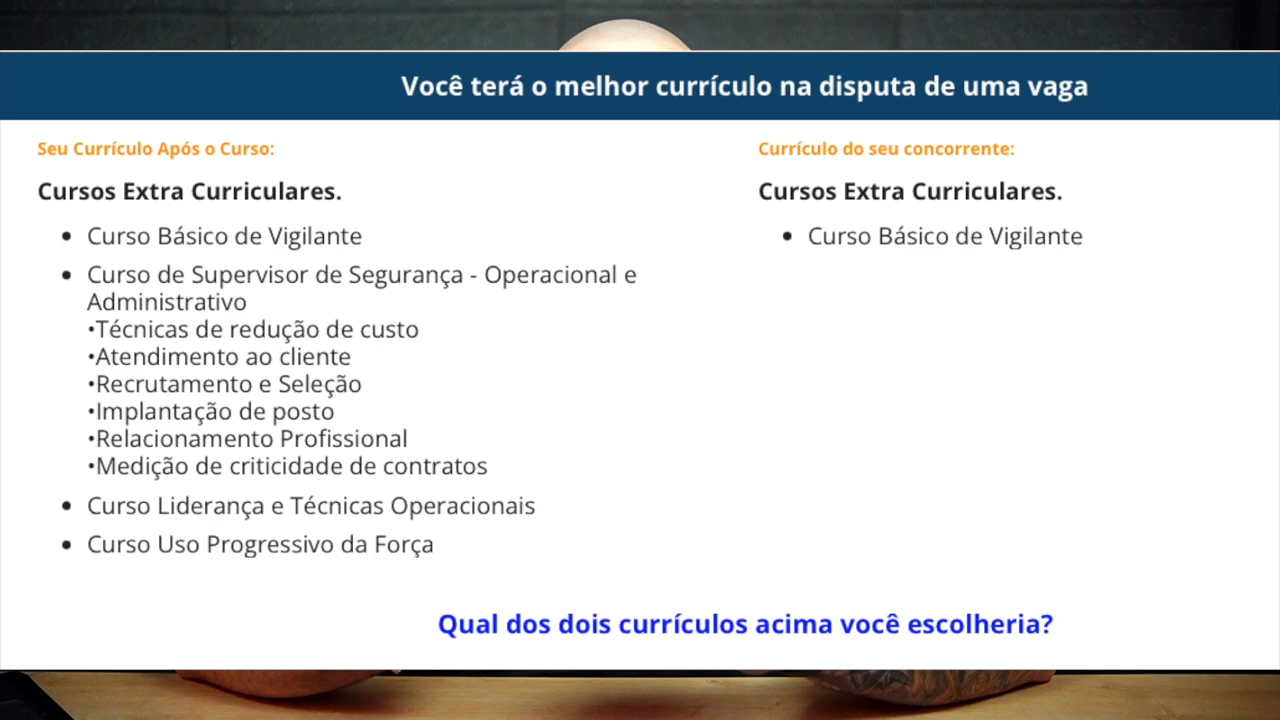 Você terá o melhor currículo na disputa de uma vaga
Seu Currículo Após o Curso:
Cursos Extra Curriculares.
• Curso Básico de Vigilante
• Curso de Supervisor de Segurança - Operacional e
Administrativo
•Técnicas de redução de custo
•Atendimento ao cliente
•Recrutamento e Seleção
•Implantação de posto
•Relacionamento Profissional
•Medição de criticidade de contratos
• Curso Liderança e Técnicas Operacionais
• Curso Uso Progressivo da Força
Currículo do seu concorrente:
Cursos Extra Curriculares.
• Curso Básico de Vigilante
Qual dos dois currículos acima você escolheria?